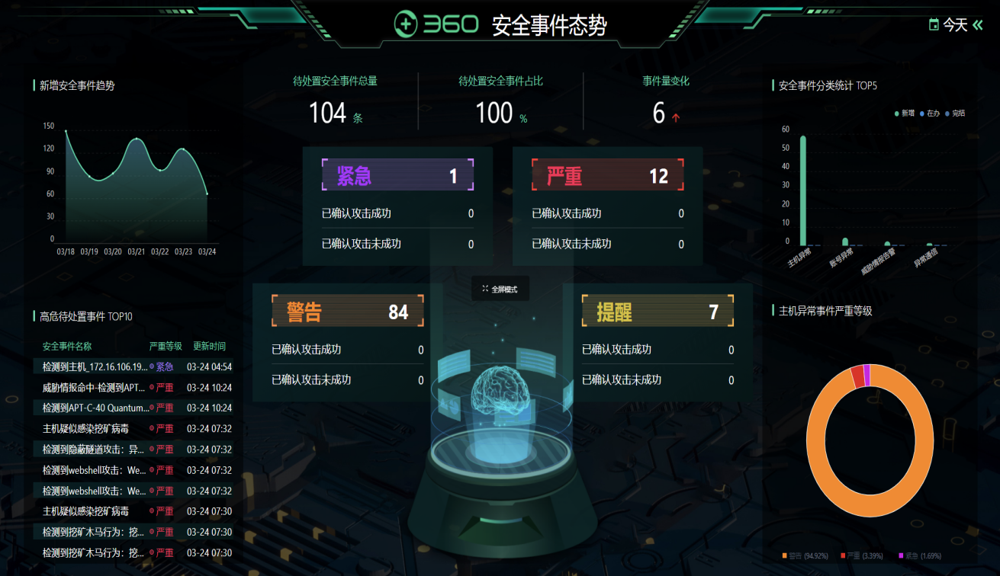 360 安全事件态势
今天
新增安全事件趋势
150
120
90
60
30
0
03/18 03/19 03/20 03/21 03/22 03/23 03/24
待处置安全事件总量
104 条
待处置安全事件占比
100 %
事件量变化
6
紧急 1
已确认攻击成功 0
已确认攻击未成功 0
严重 12
已确认攻击成功 0
已确认攻击未成功 0
全屏模式
警告 84
已确认攻击成功 0
已确认攻击未成功 0
提醒 7
已确认攻击成功 0
已确认攻击未成功 0
高危待处置事件 TOP10
安全事件名称 严重等级 更新时间
检测到主机_172.16.106.19... 紧急 03-24 04:54
威胁情报命中-检测到APT... 严重 03-24 10:24
检测到APT-C-40 Quantum... 严重 03-24 10:24
主机疑似感染挖矿病毒 严重 03-24 07:32
检测到隐蔽隧道攻击：异... 严重 03-24 07:32
检测到webshell攻击：We... 严重 03-24 07:32
检测到webshell攻击：We... 严重 03-24 07:32
主机疑似感染挖矿病毒 严重 03-24 07:30
检测到挖矿木马行为：挖... 严重 03-24 07:30
检测到挖矿木马行为：挖... 严重 03-24 07:30
安全事件分类统计 TOP5
新增 在办 完结
60
50
40
30
20
10
0
主机异常 账号异常 威胁情报告警 异常通信
主机异常事件严重等级
警告 (94.92%) 严重 (3.39%) 紧急 (1.69%)